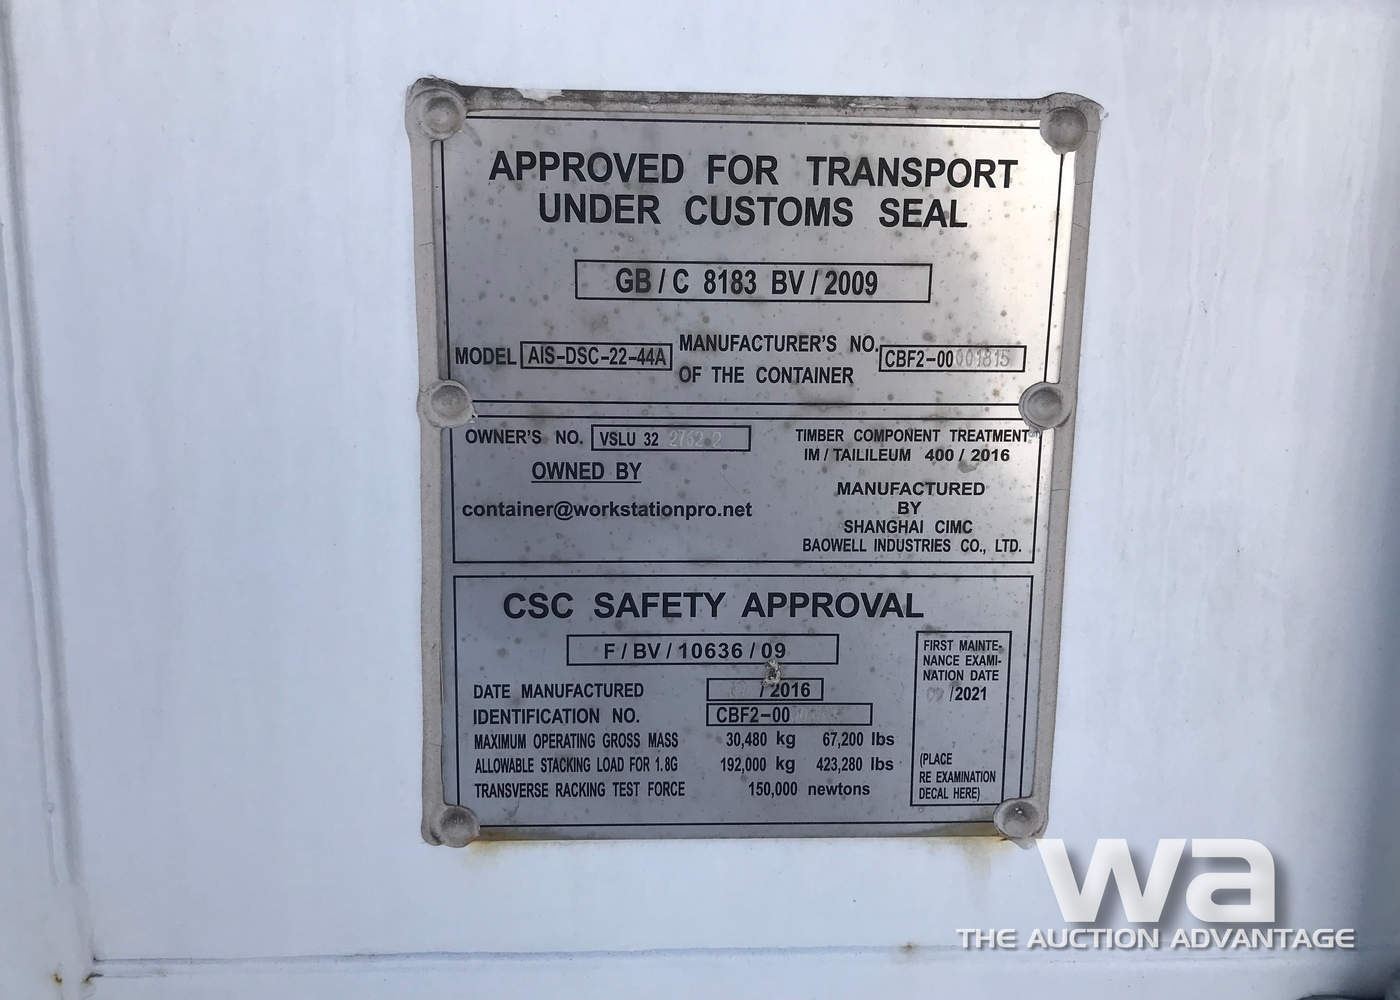 APPROVED FOR TRANSPORT
UNDER CUSTOMS SEAL
GB / C 8183 BV / 2009
MODEL AIS-DSC-22-44A
MANUFACTURER'S NO.
OF THE CONTAINER
CBF2-00001815
OWNER'S NO. VSLU 32 2732 2
OWNED BY
container@workstationpro.net
TIMBER COMPONENT TREATMENT
IM / TAILILEUM 400 / 2016
MANUFACTURED
BY
SHANGHAI CIMC
BAOWELL INDUSTRIES CO., LTD.
CSC SAFETY APPROVAL
F / BV / 10636 / 09
DATE MANUFACTURED / 2016
IDENTIFICATION NO. CBF2-00
MAXIMUM OPERATING GROSS MASS 30,480 kg 67,200 lbs
ALLOWABLE STACKING LOAD FOR 1.8G 192,000 kg 423,280 lbs
TRANSVERSE RACKING TEST FORCE 150,000 newtons
FIRST MAINTE-
NANCE EXAMI-
NATION DATE
/2021
(PLACE
RE EXAMINATION
DECAL HERE)
wa
THE AUCTION ADVANTAGE